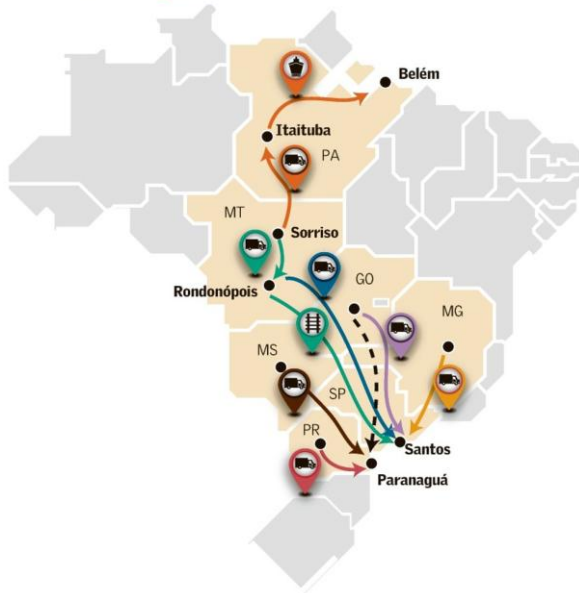 Belém
Itaituba
PA
MT
Sorriso
GO
Rondonópois
MG
MS
SP
PR
Santos
Paranaguá